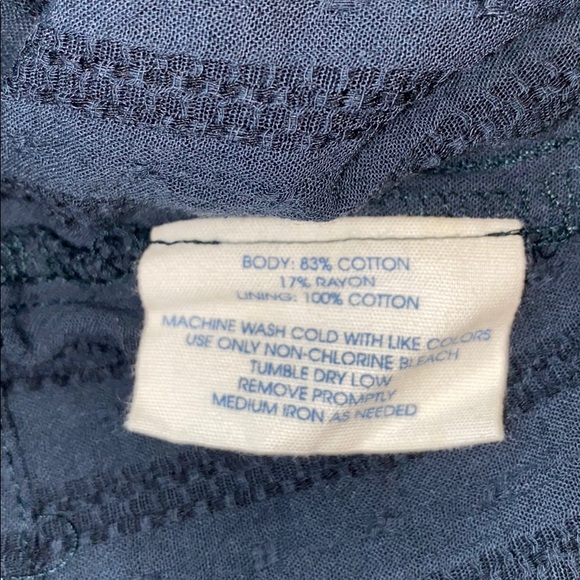 BODY: 83% COTTON
17% RAYON
LINING: 100% COTTON
MACHINE WASH COLD WITH LIKE COLORS
USE ONLY NON-CHLORINE BLEACH
TUMBLE DRY LOW
REMOVE PROMPTLY
MEDIUM IRON AS NEEDED